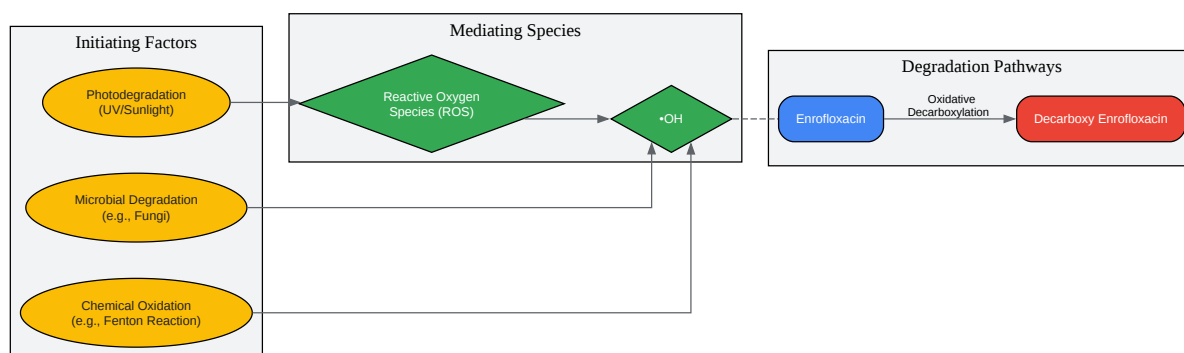 Initiating Factors
Photodegradation
(UV/Sunlight)
Microbial Degradation
(e.g., Fungi)
Chemical Oxidation
(e.g., Fenton Reaction)
Mediating Species
Reactive Oxygen
Species (ROS)
•OH
Degradation Pathways
Enrofloxacin
Oxidative
Decarboxylation
Decarboxy Enrofloxacin